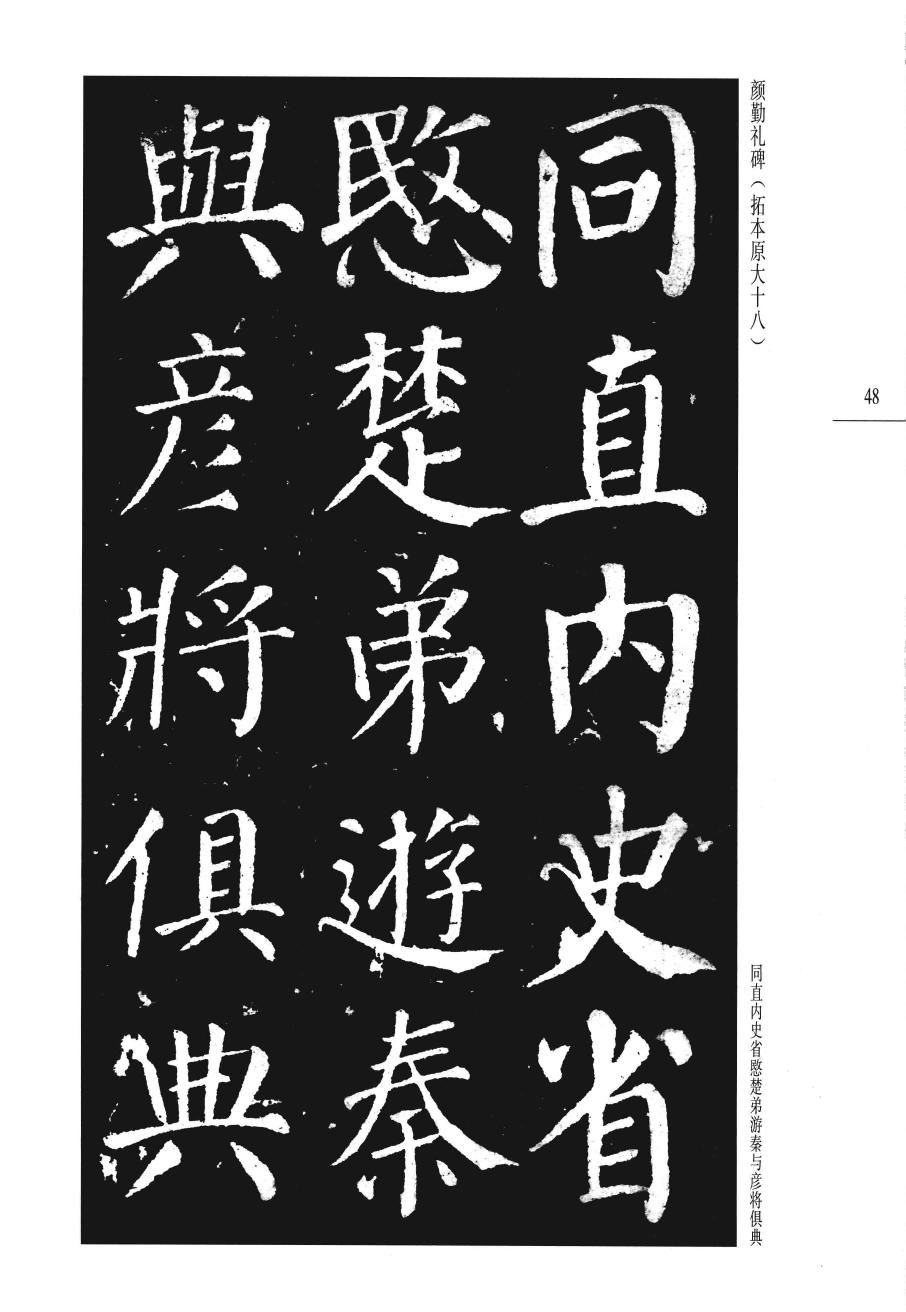 颜勤礼碑（拓本原大十八）
48
同直内史省
愍楚弟遊秦
與彦將俱典
同直内史省愍楚弟游秦与彦将俱典